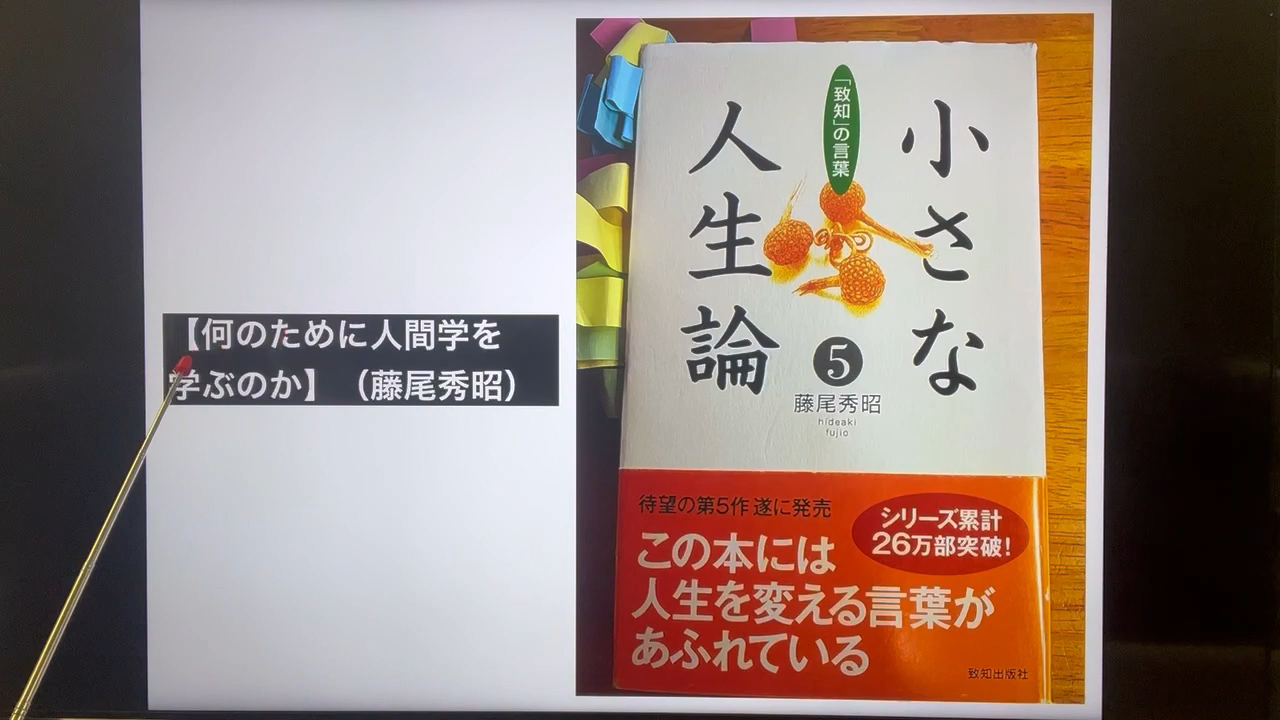 【何のために人間学を
学ぶのか】（藤尾秀昭）
小さな
人生論
「致知」の言葉
5
藤尾秀昭
hideaki
fujio
待望の第5作 遂に発売
シリーズ累計
26万部突破!
この本には
人生を変える言葉が
あふれている
致知出版社